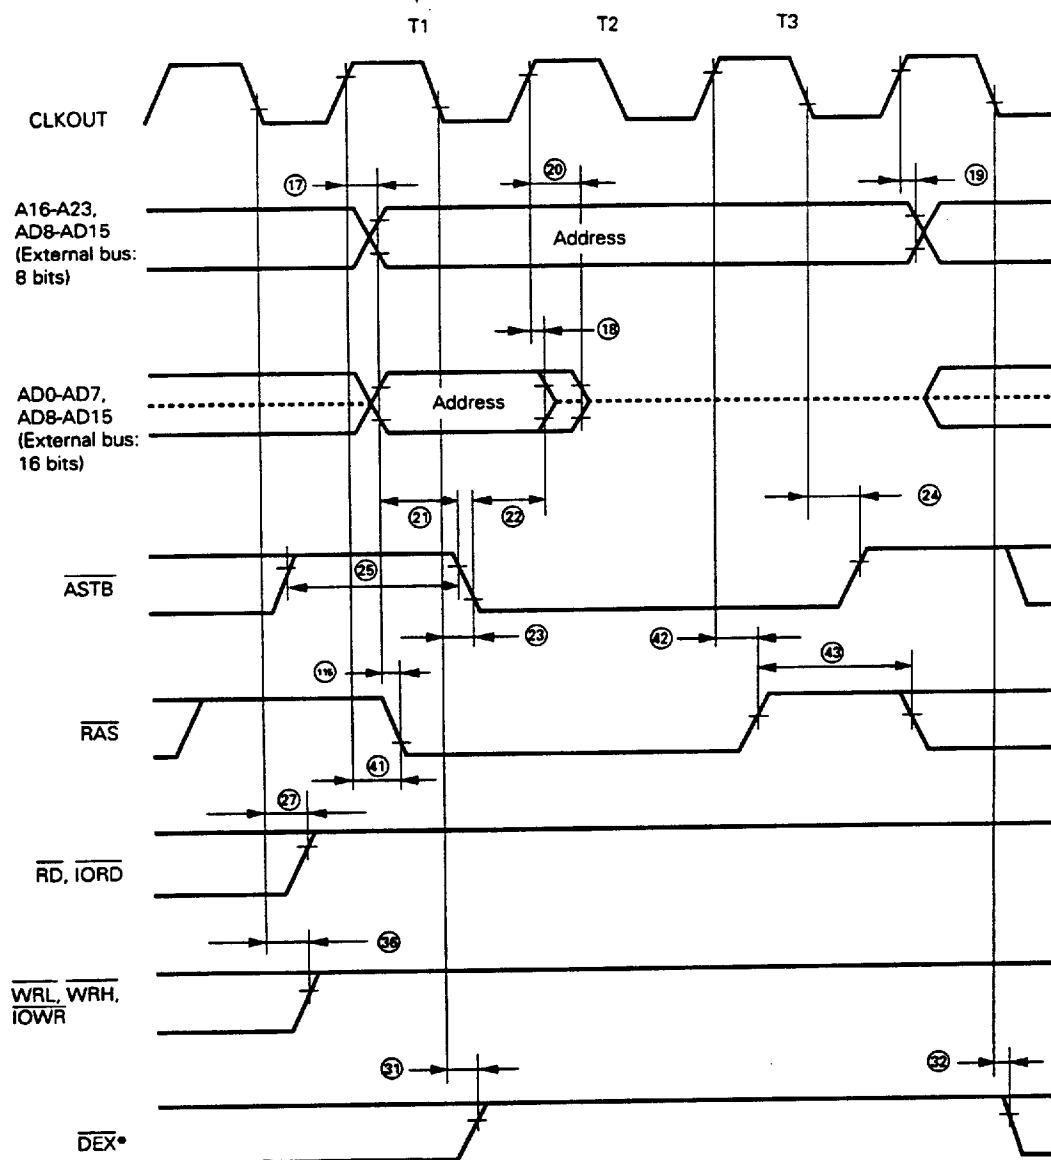 T1 T2 T3
CLKOUT
⑰ ⑳ ⑲
A16-A23,
AD8-AD15
(External bus:
8 bits)
Address
⑱
AD0-AD7,
AD8-AD15
(External bus:
16 bits)
Address
㉑ ㉒ ㉔
ASTB
㉕
㉓ ㊷ ㊸
RAS
㊶
㉗
RD, IORD
㊱
WRL, WRH,
IOWR
㉛ ㉜
DEX*